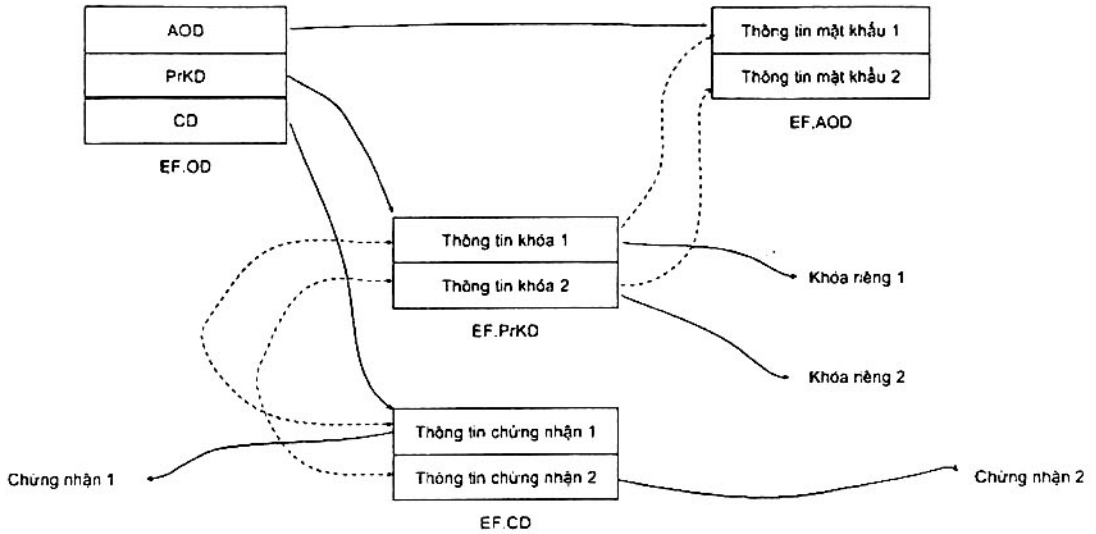 AOD
PrKD
CD
EF.OD
Thông tin mật khẩu 1
Thông tin mật khẩu 2
EF.AOD
Thông tin khóa 1
Thông tin khóa 2
EF.PrKD
Khóa riêng 1
Khóa riêng 2
Thông tin chứng nhận 1
Thông tin chứng nhận 2
EF.CD
Chứng nhận 1
Chứng nhận 2